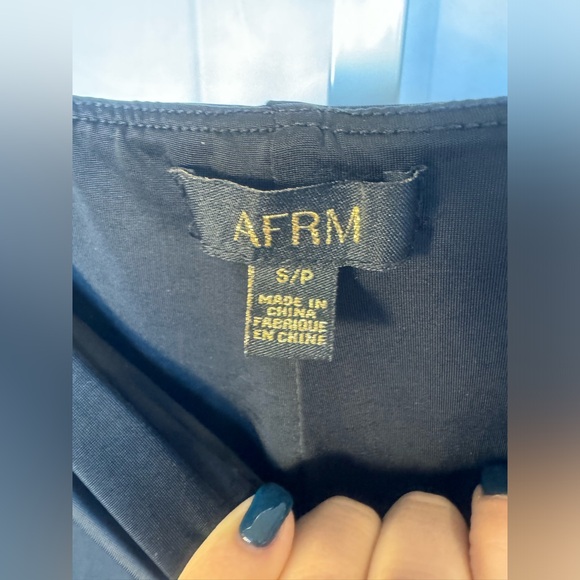 AFRM
S/P
MADE IN
CHINA
FABRIQUE
EN CHINE